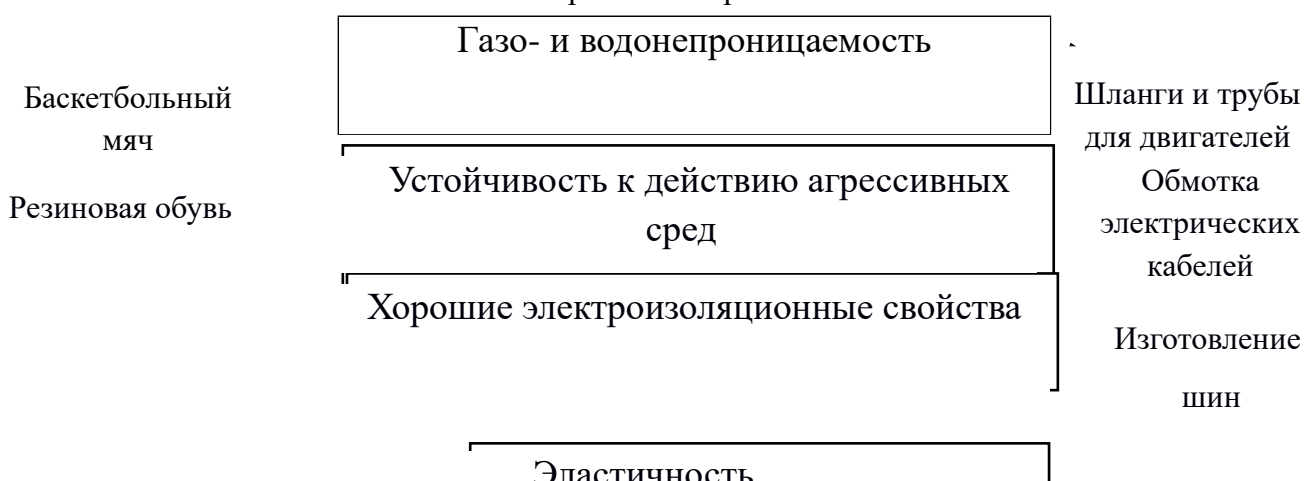 Газо- и водонепроницаемость
Баскетбольный
мяч
Резиновая обувь
Устойчивость к действию агрессивных
сред
Хорошие электроизоляционные свойства
Эластичность
Шланги и трубы
для двигателей
Обмотка
электрических
кабелей
Изготовление
шин